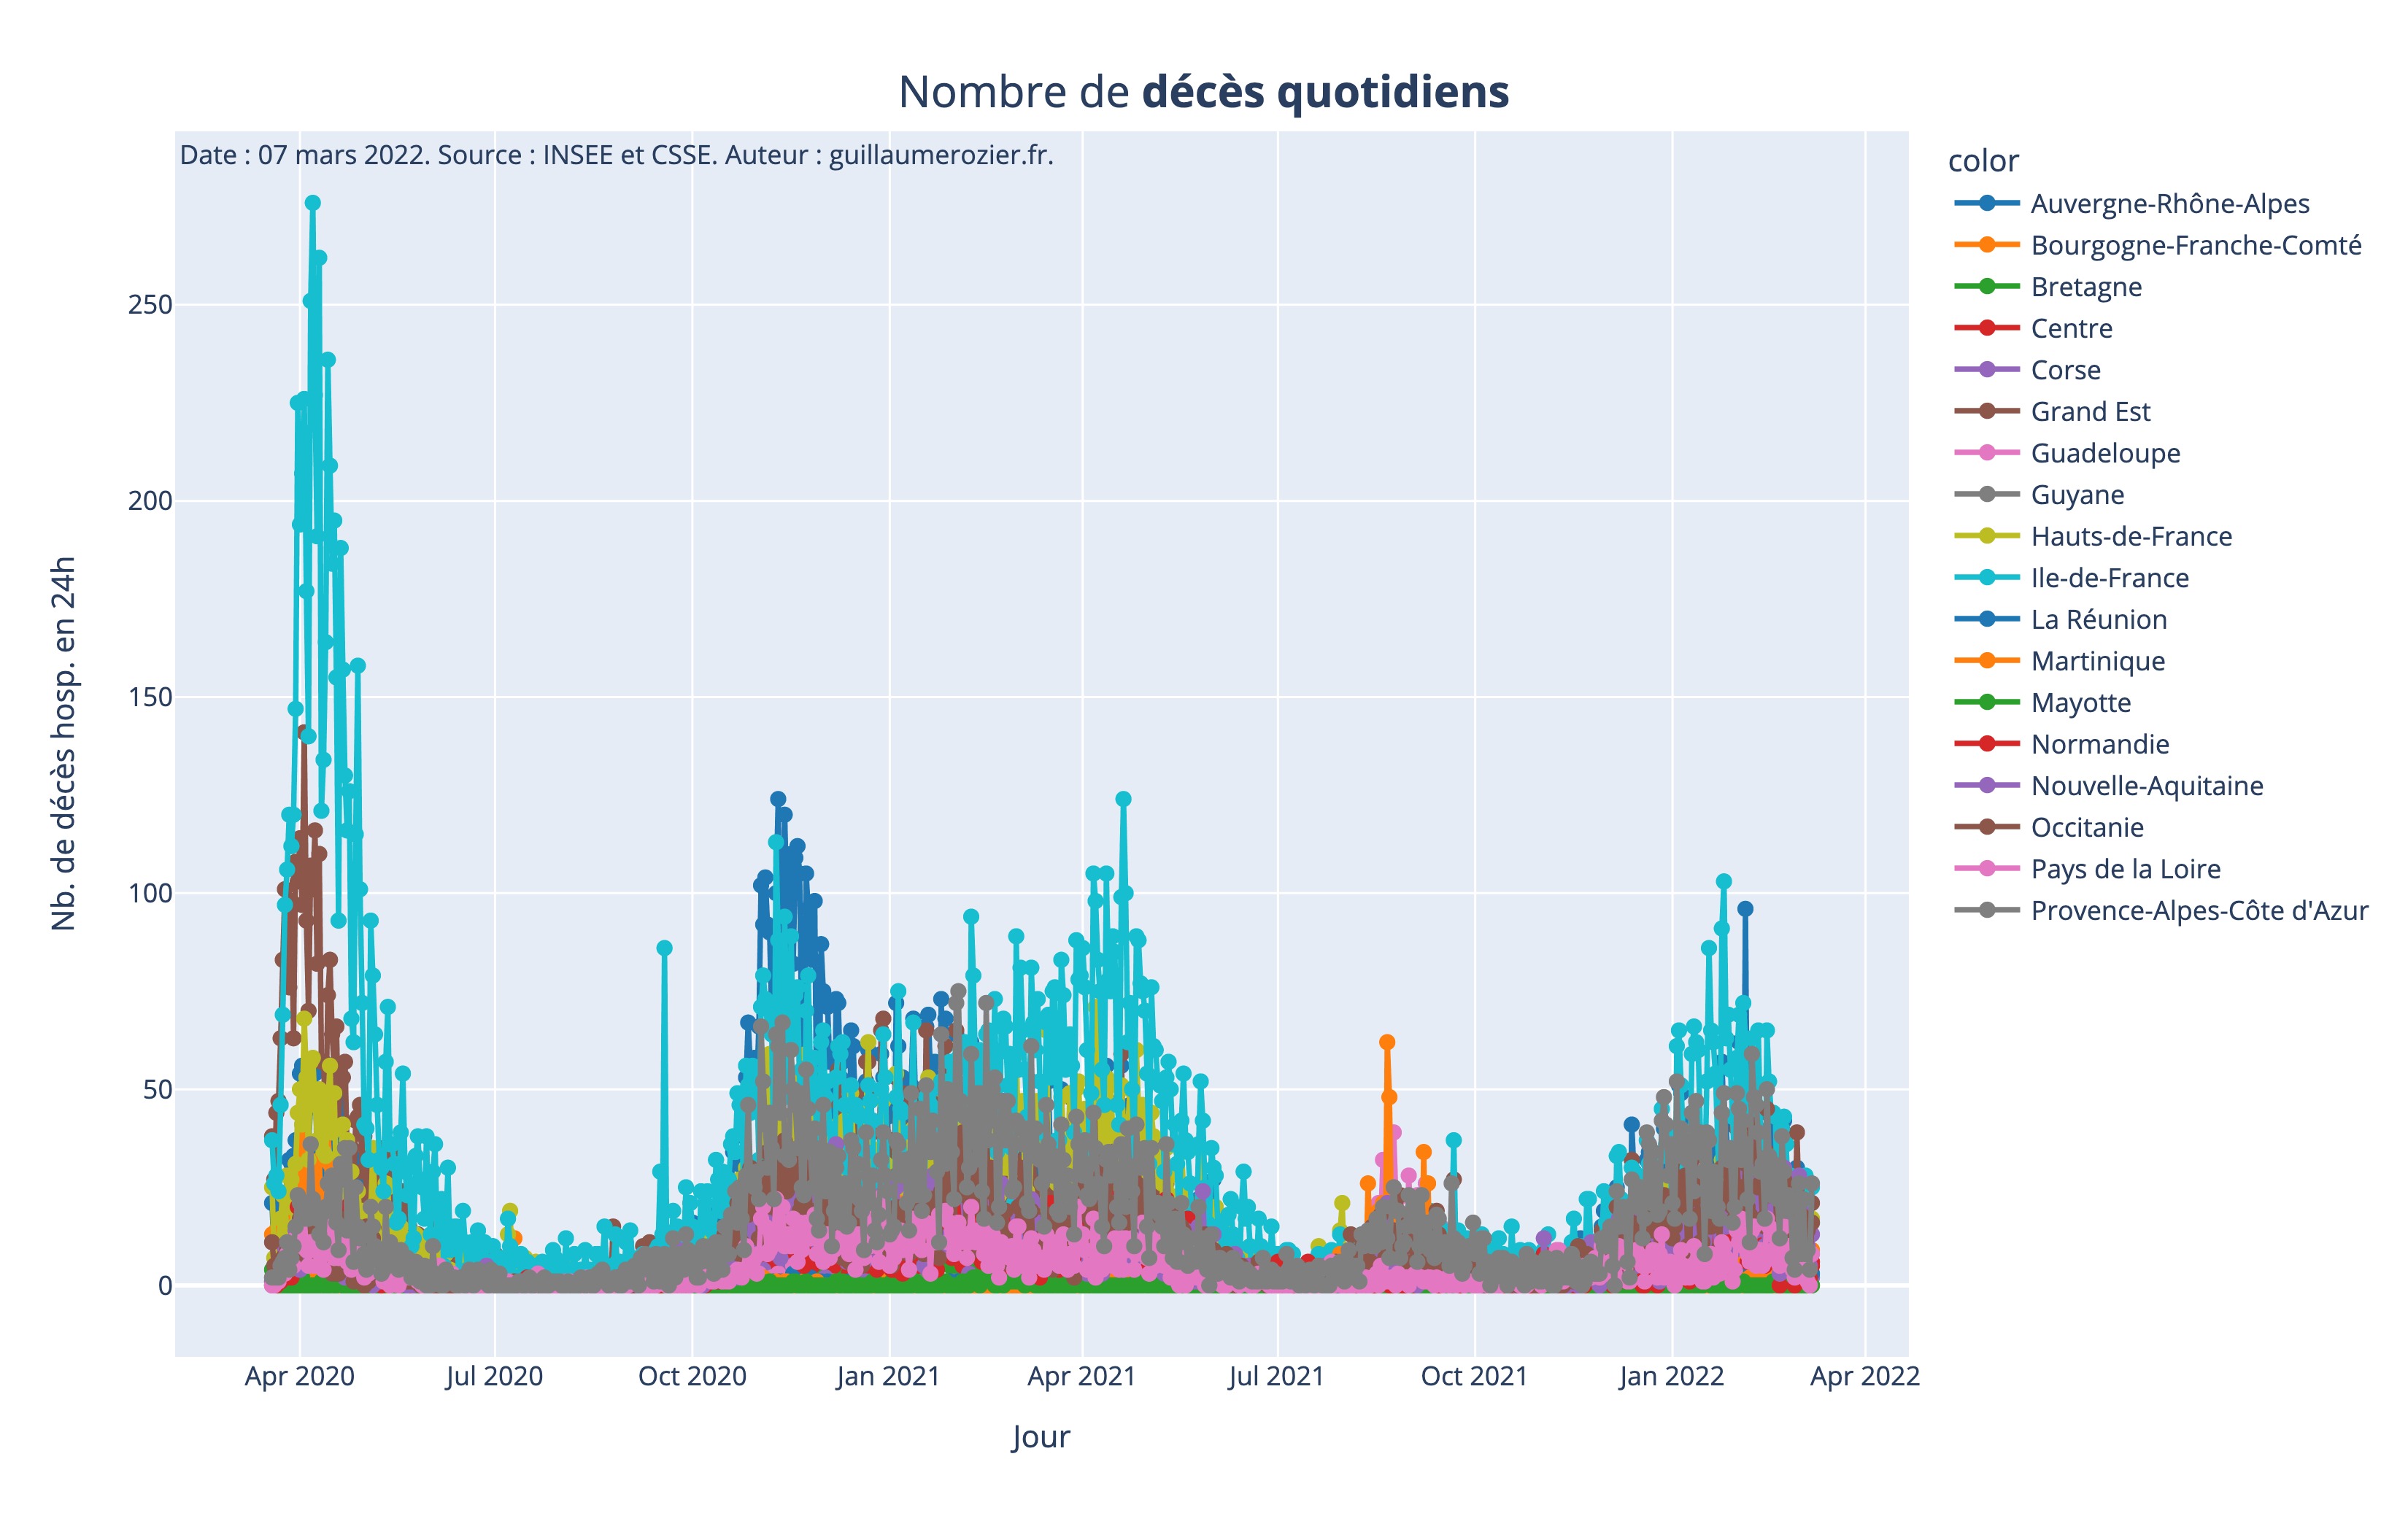 Nombre de décès quotidiens
Date : 07 mars 2022. Source : INSEE et CSSE. Auteur : guillaumerozier.fr.
color
Auvergne-Rhône-Alpes
Bourgogne-Franche-Comté
Bretagne
Centre
Corse
Grand Est
Guadeloupe
Guyane
Hauts-de-France
Ile-de-France
La Réunion
Martinique
Mayotte
Normandie
Nouvelle-Aquitaine
Occitanie
Pays de la Loire
Provence-Alpes-Côte d'Azur
Nb. de décès hosp. en 24h
250
200
150
100
50
0
Apr 2020
Jul 2020
Oct 2020
Jan 2021
Apr 2021
Jul 2021
Oct 2021
Jan 2022
Apr 2022
Jour